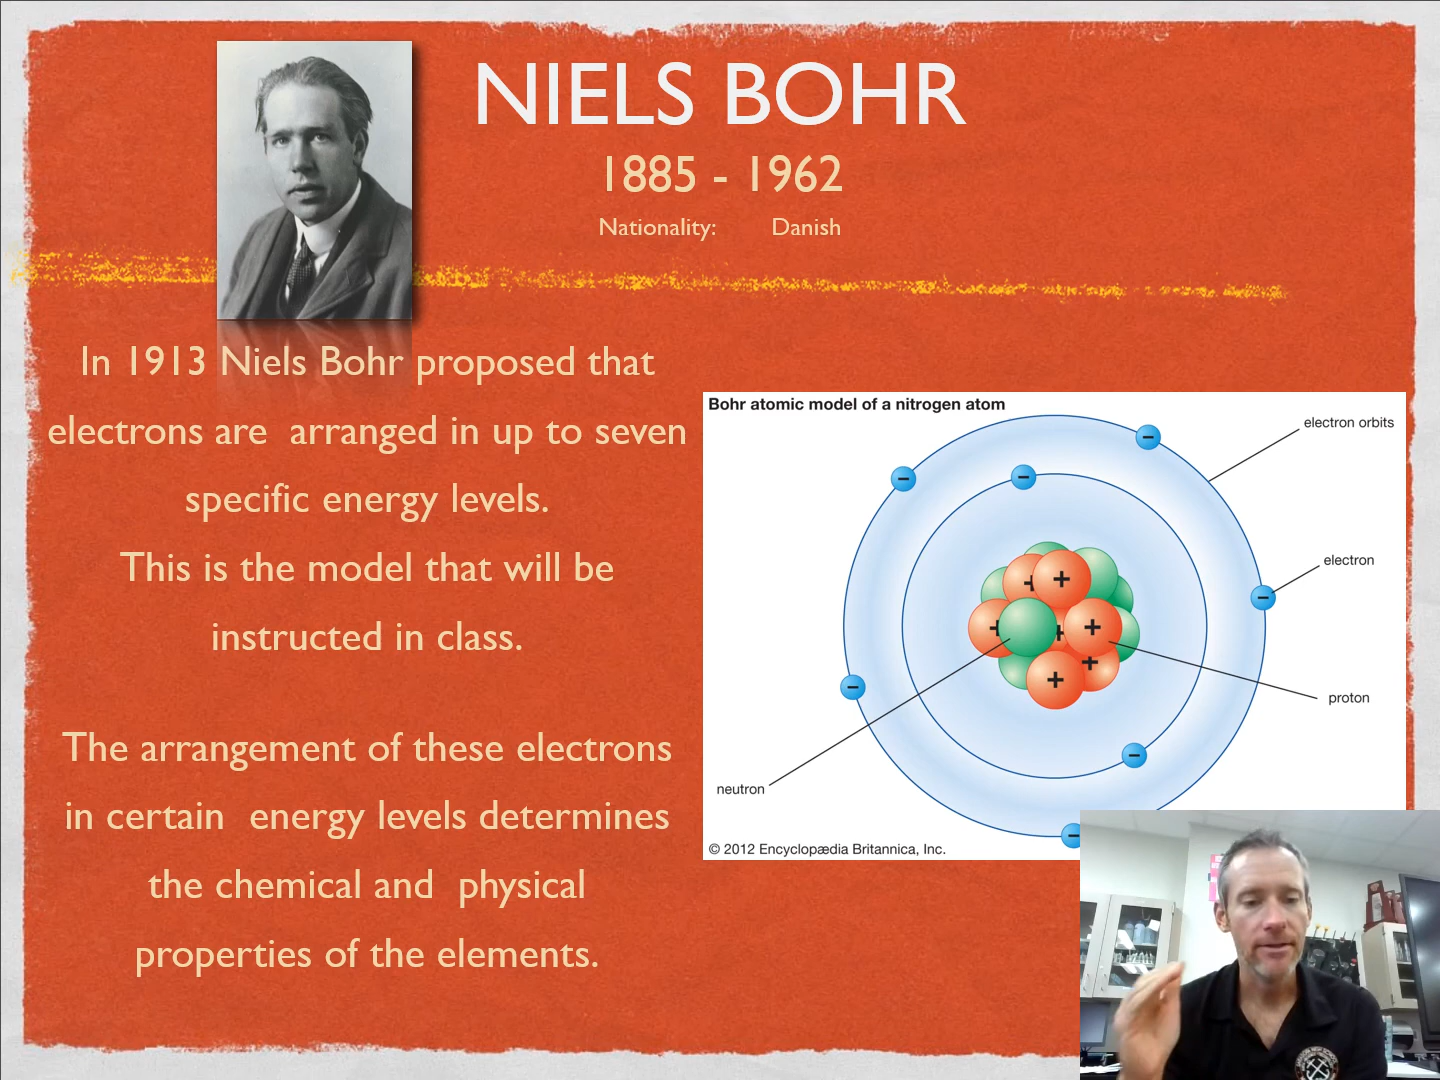 NIELS BOHR
1885 - 1962
Nationality: Danish
In 1913 Niels Bohr proposed that
electrons are arranged in up to seven
specific energy levels.
This is the model that will be
instructed in class.
The arrangement of these electrons
in certain energy levels determines
the chemical and physical
properties of the elements.
Bohr atomic model of a nitrogen atom
electron orbits
electron
proton
neutron
© 2012 Encyclopædia Britannica, Inc.